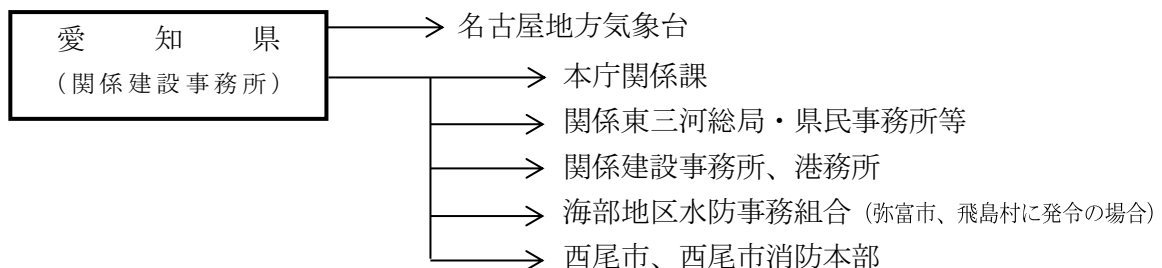 愛知県
（関係建設事務所）
名古屋地方気象台
本庁関係課
関係東三河総局・県民事務所等
関係建設事務所、港務所
海部地区水防事務組合（弥富市、飛島村に発令の場合）
西尾市、西尾市消防本部